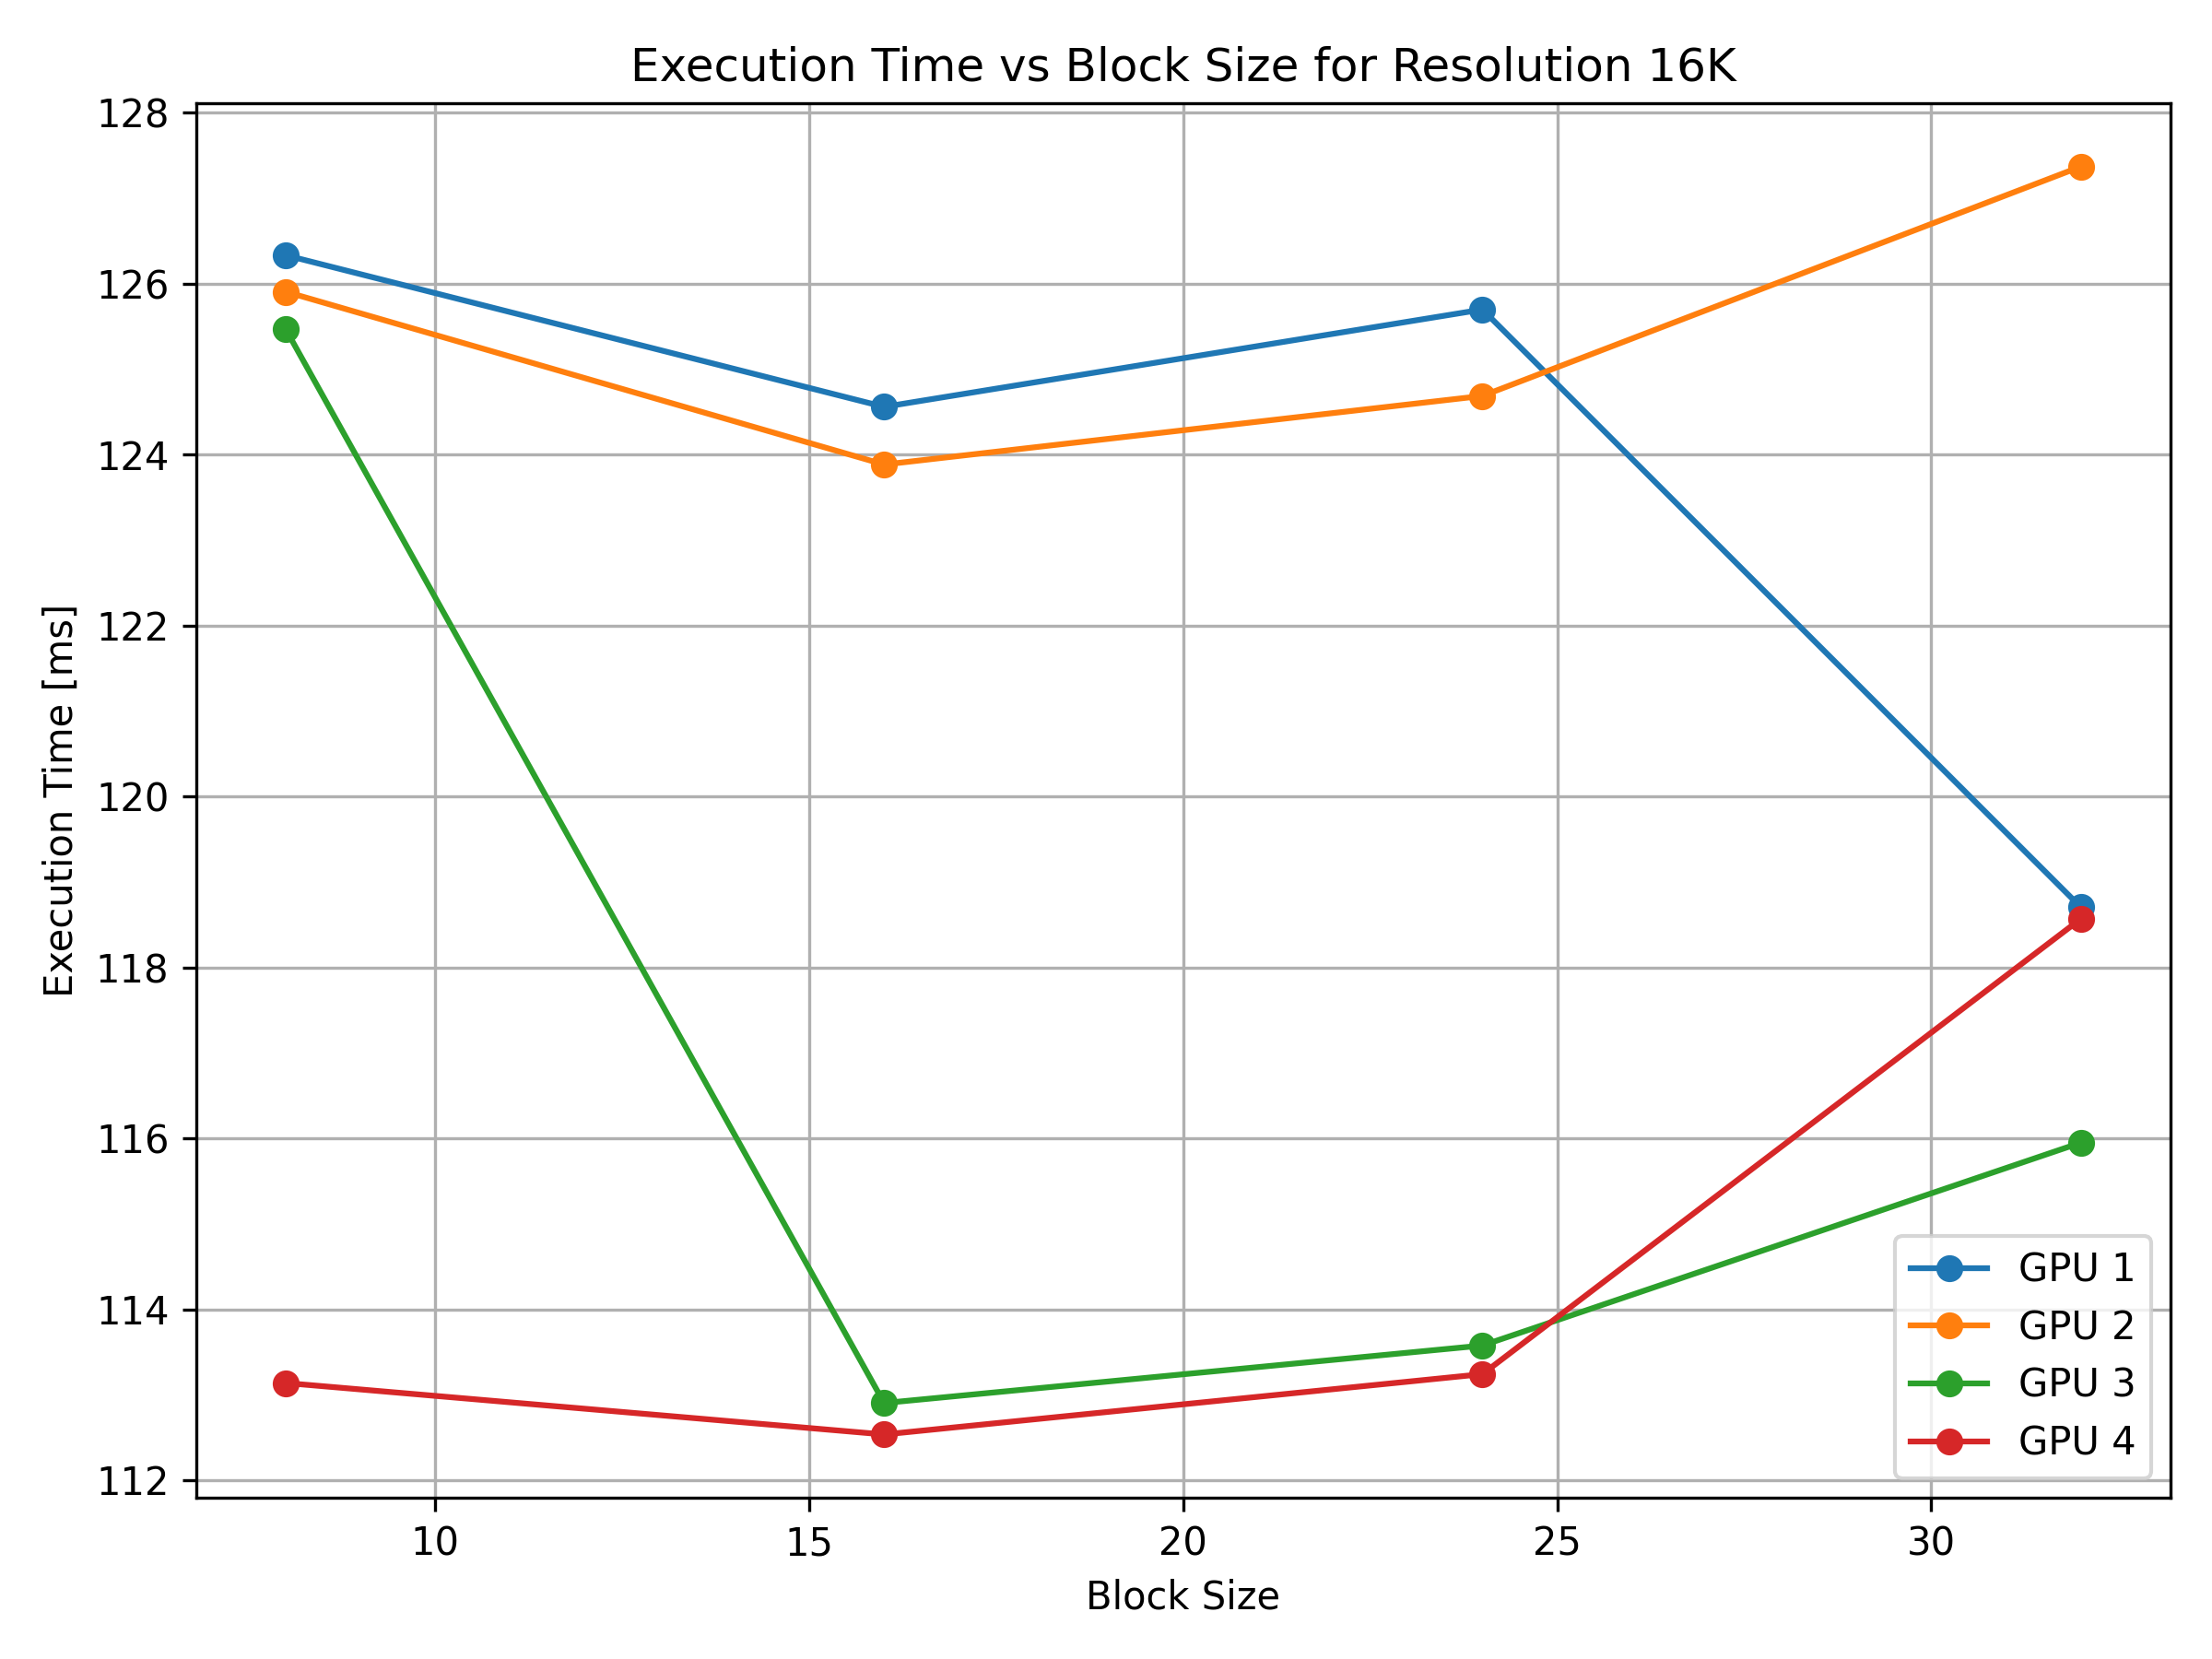 Execution Time vs Block Size for Resolution 16K
128
126
124
122
120
118
116
114
112
Execution Time [ms]
10 15 20 25 30
Block Size
GPU 1
GPU 2
GPU 3
GPU 4